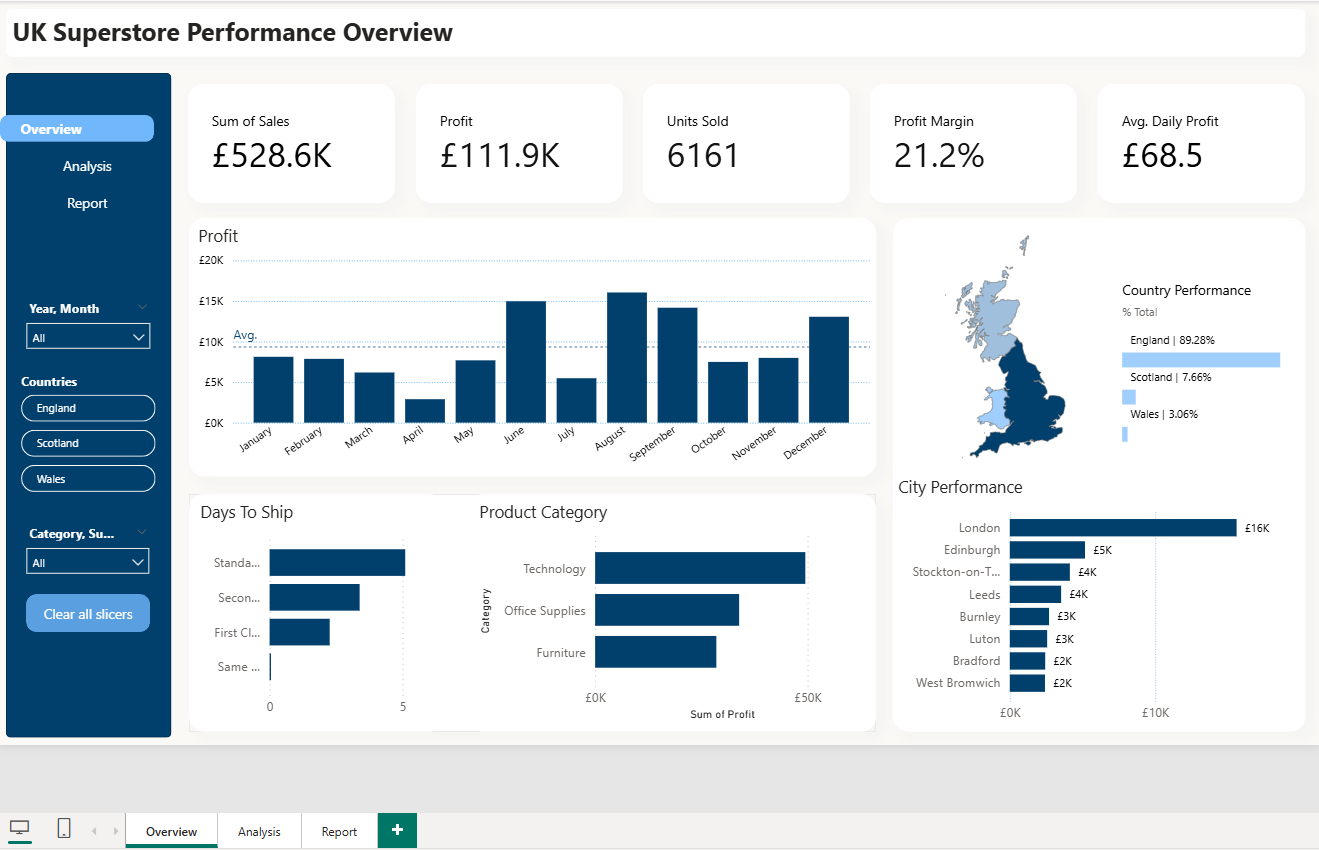 UK Superstore Performance Overview
Overview
Analysis
Report
Year, Month
All
Countries
England
Scotland
Wales
Category, Su...
All
Clear all slicers
Sum of Sales
£528.6K
Profit
£111.9K
Units Sold
6161
Profit Margin
21.2%
Avg. Daily Profit
£68.5
Profit
£20K
£15K
£10K
£5K
£0K
Avg.
January
February
March
April
May
June
July
August
September
October
November
December
Country Performance
% Total
England | 89.28%
Scotland | 7.66%
Wales | 3.06%
Days To Ship
Standa...
Secon...
First Cl...
Same ...
0 5
Product Category
Category
Technology
Office Supplies
Furniture
£0K £50K
Sum of Profit
City Performance
London £16K
Edinburgh £5K
Stockton-on-T... £4K
Leeds £4K
Burnley £3K
Luton £3K
Bradford £2K
West Bromwich £2K
£0K £10K
Overview Analysis Report +